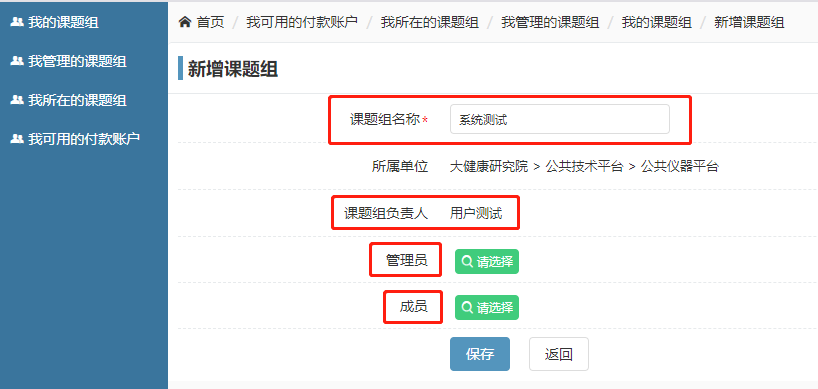 我的课题组
我管理的课题组
我所在的课题组
我可用的付款账户
首页 / 我可用的付款账户 / 我所在的课题组 / 我管理的课题组 / 我的课题组 / 新增课题组
新增课题组
课题组名称* 系统测试
所属单位 大健康研究院 > 公共技术平台 > 公共仪器平台
课题组负责人 用户测试
管理员 请选择
成员 请选择
保存 返回